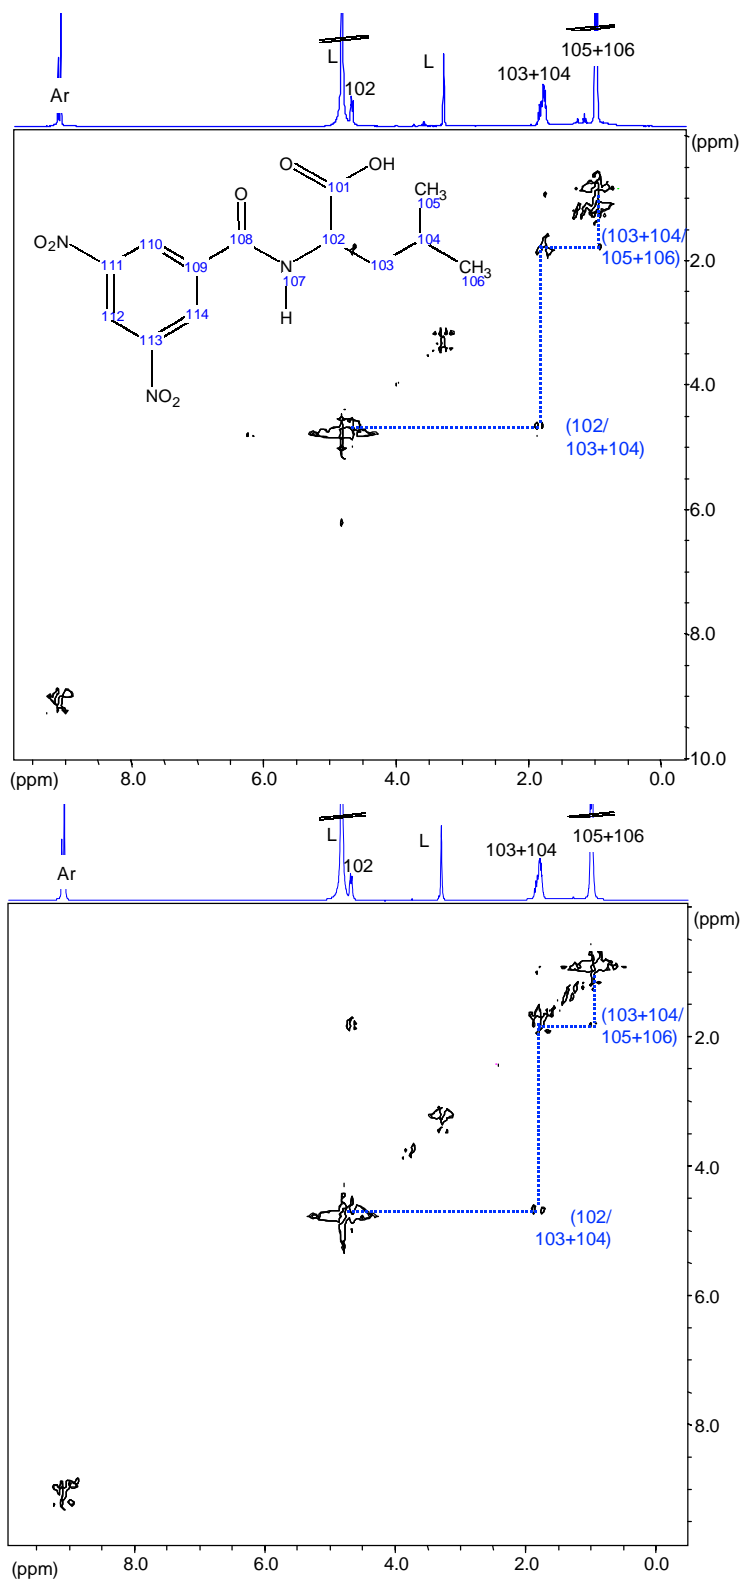 L
105+106
L
103+104
102
Ar
(ppm)
O
OH
101
CH3
105
O
O2N
110
108
102
104
(103+104/
105+106)
2.0
111
109
N
103
CH3
106
107
112
114
H
113
NO2
4.0
(102/
103+104)
6.0
8.0
10.0
(ppm)
8.0
6.0
4.0
2.0
0.0
L
105+106
L
103+104
102
Ar
(ppm)
(103+104/
105+106)
2.0
4.0
(102/
103+104)
6.0
8.0
(ppm)
8.0
6.0
4.0
2.0
0.0